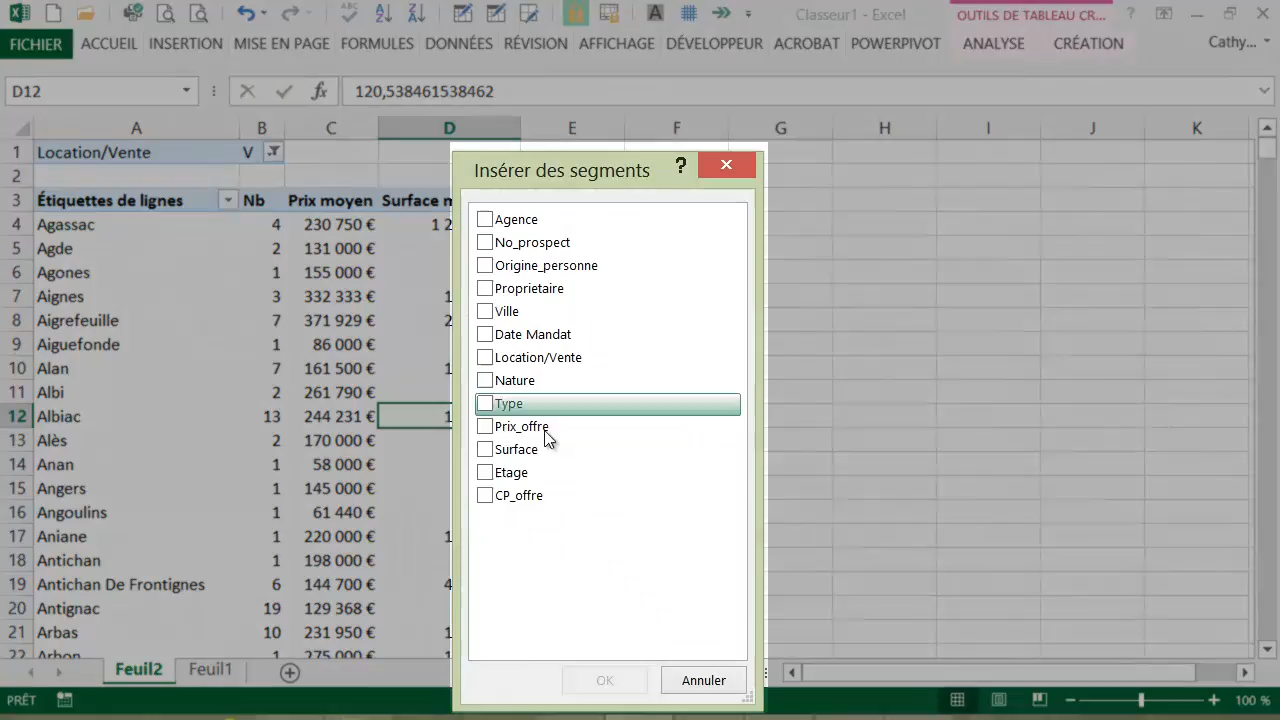 Classeur1 - Excel
OUTILS DE TABLEAU CR...
FICHIER ACCUEIL INSERTION MISE EN PAGE FORMULES DONNÉES RÉVISION AFFICHAGE DÉVELOPPEUR ACROBAT POWERPIVOT ANALYSE CRÉATION Cathy...
D12 fx 120,538461538462
A B C D E F G H I J K
1 Location/Vente V
2
3 Étiquettes de lignes Nb Prix moyen Surface
4 Agassac 4 230 750 €
5 Agde 2 131 000 €
6 Agones 1 155 000 €
7 Aignes 3 332 333 €
8 Aigrefeuille 7 371 929 €
9 Aiguefonde 1 86 000 €
10 Alan 7 161 500 €
11 Albi 2 261 790 €
12 Albiac 13 244 231 €
13 Alès 2 170 000 €
14 Anan 1 58 000 €
15 Angers 1 145 000 €
16 Angoulins 1 61 440 €
17 Aniane 1 220 000 €
18 Antichan 1 198 000 €
19 Antichan De Frontignes 6 144 700 €
20 Antignac 19 129 368 €
21 Arbas 10 231 950 €
22 Arbon 1 275 000 €
Insérer des segments ?
Agence
No_prospect
Origine_personne
Proprietaire
Ville
Date Mandat
Location/Vente
Nature
Type
Prix_offre
Surface
Etage
CP_offre
OK Annuler
Feuil2 Feuil1
PRÊT 100 %